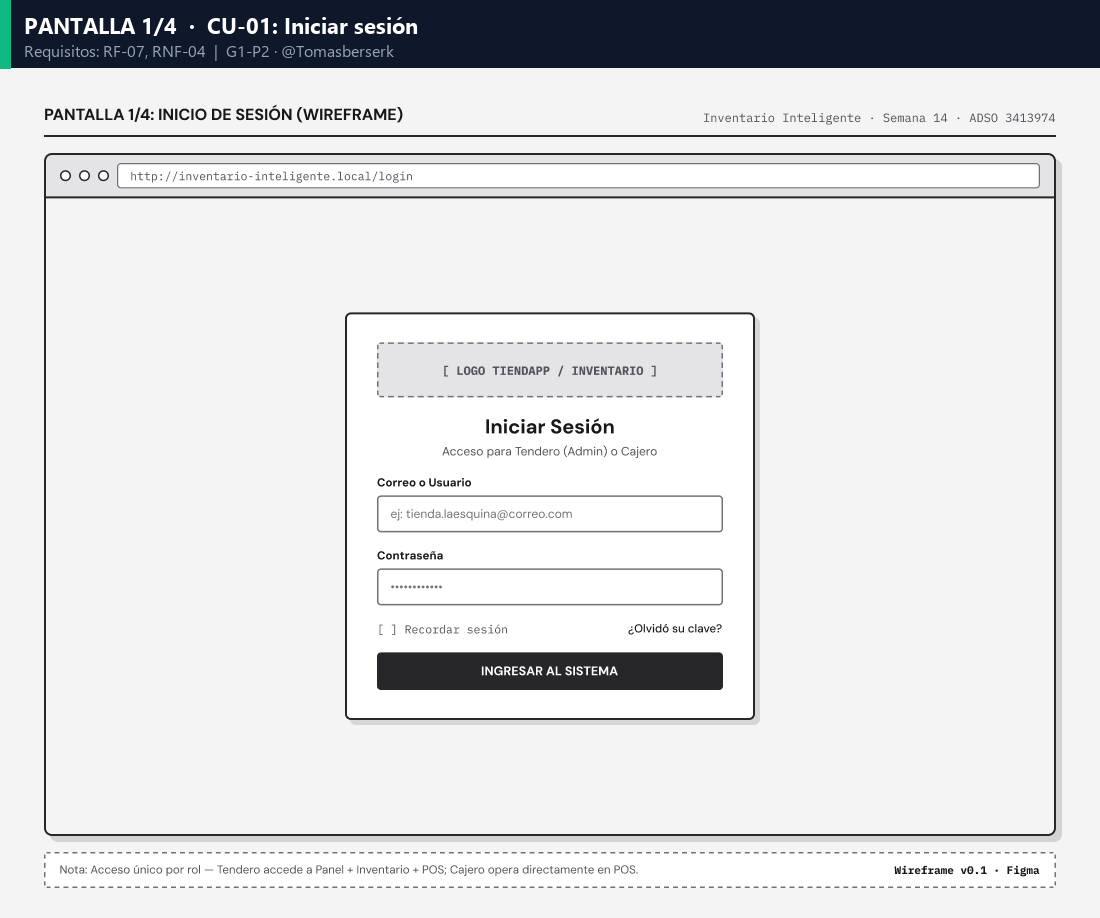 PANTALLA 1/4 · CU-01: Iniciar sesión
Requisitos: RF-07, RNF-04 | G1-P2 · @Tomasberserk
PANTALLA 1/4: INICIO DE SESIÓN (WIREFRAME)
Inventario Inteligente · Semana 14 · ADSO 3413974
http://inventario-inteligente.local/login
[ LOGO TIENDAPP / INVENTARIO ]
Iniciar Sesión
Acceso para Tendero (Admin) o Cajero
Correo o Usuario
ej: tienda.laesquina@correo.com
Contraseña
••••••••••••
[ ] Recordar sesión
¿Olvidó su clave?
INGRESAR AL SISTEMA
Nota: Acceso único por rol — Tendero accede a Panel + Inventario + POS; Cajero opera directamente en POS.
Wireframe v0.1 · Figma